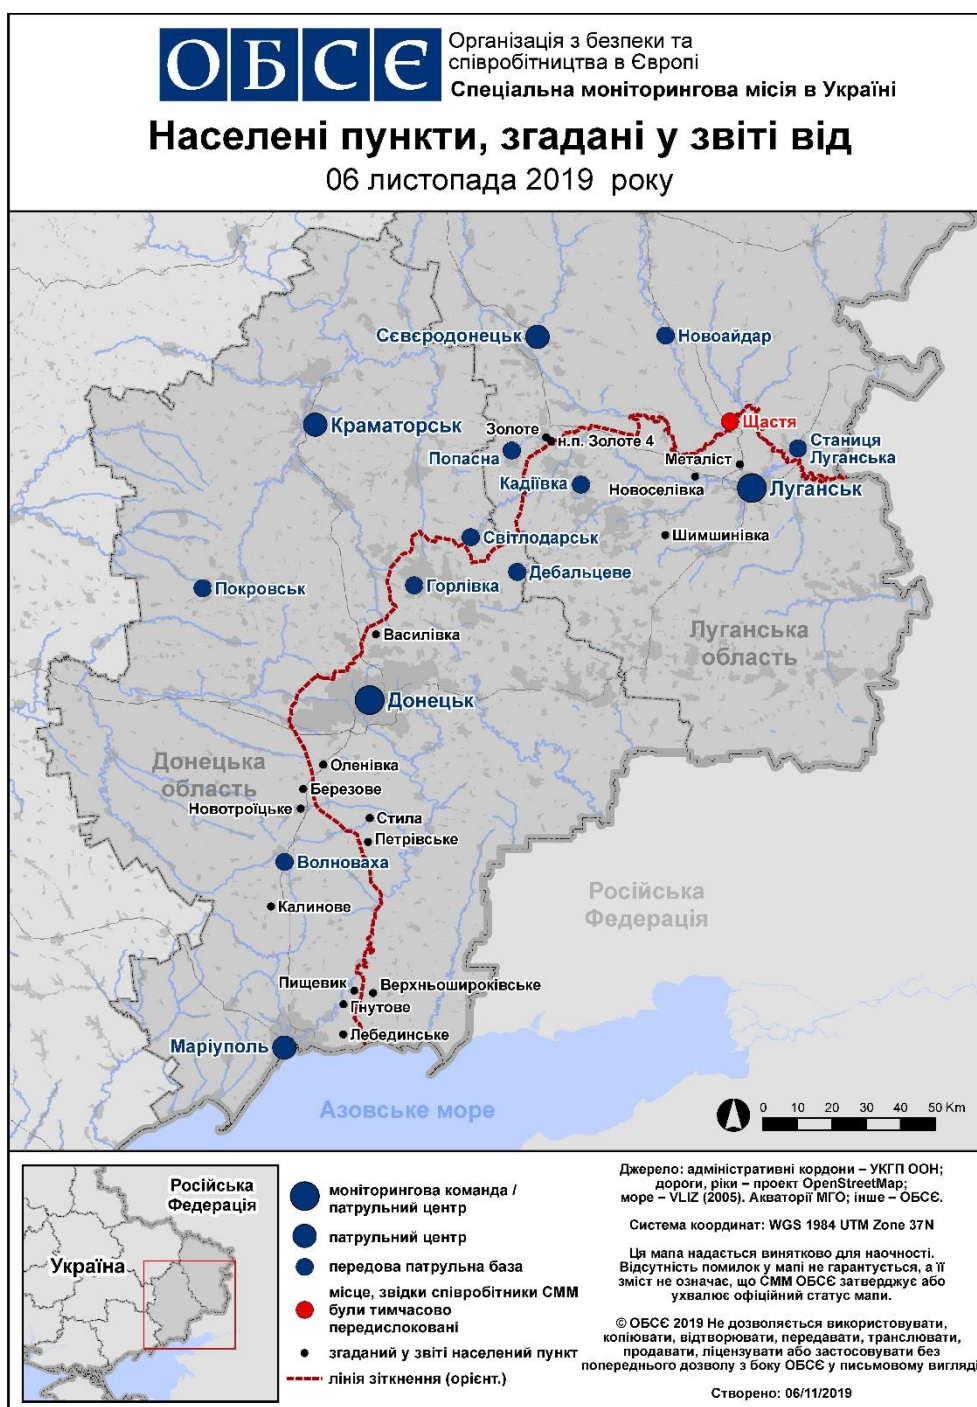 ОБСЄ
Організація з безпеки та
співробітництва в Європі
Спеціальна моніторингова місія в Україні
Населені пункти, згадані у звіті від
06 листопада 2019 року
Сєвєродонецьк
Новоайдар
Краматорськ
Щастя
Золоте
н.п. Золоте 4
Станиця
Луганська
Попасна
Металіст
Кадіївка
Новоселівка
Луганськ
Світлодарськ
Шимшинівка
Дебальцеве
Покровськ
Горлівка
Василівка
Луганська
область
Донецьк
Донецька
область
Оленівка
Березове
Новотроїцьке
Стила
Петрівське
Волноваха
Російська
Федерація
Калинове
Пищевик
Верхньошироківське
Гнутове
Лебединське
Маріуполь
Азовське море
0 10 20 30 40 50 Km
Російська
Федерація
Україна
моніторингова команда /
патрульний центр
патрульний центр
передова патрульна база
місце, звідки співробітники СММ
були тимчасово
передислоковані
згаданий у звіті населений пункт
лінія зіткнення (орієнт.)
Джерело: адміністративні кордони – УКГП ООН;
дороги, ріки – проект OpenStreetMap;
море – VLIZ (2005). Акваторії МГО; інше – ОБСЄ.
Система координат: WGS 1984 UTM Zone 37N
Ця мапа надається винятково для наочності.
Відсутність помилок у мапі не гарантується, а її
зміст не означає, що СММ ОБСЄ затверджує або
ухвалює офіційний статус мапи.
© ОБСЄ 2019 Не дозволяється використовувати,
копіювати, відтворювати, передавати, транслювати,
продавати, ліцензувати або застосовувати без
попереднього дозволу з боку ОБСЄ у письмовому вигляді
Створено: 06/11/2019